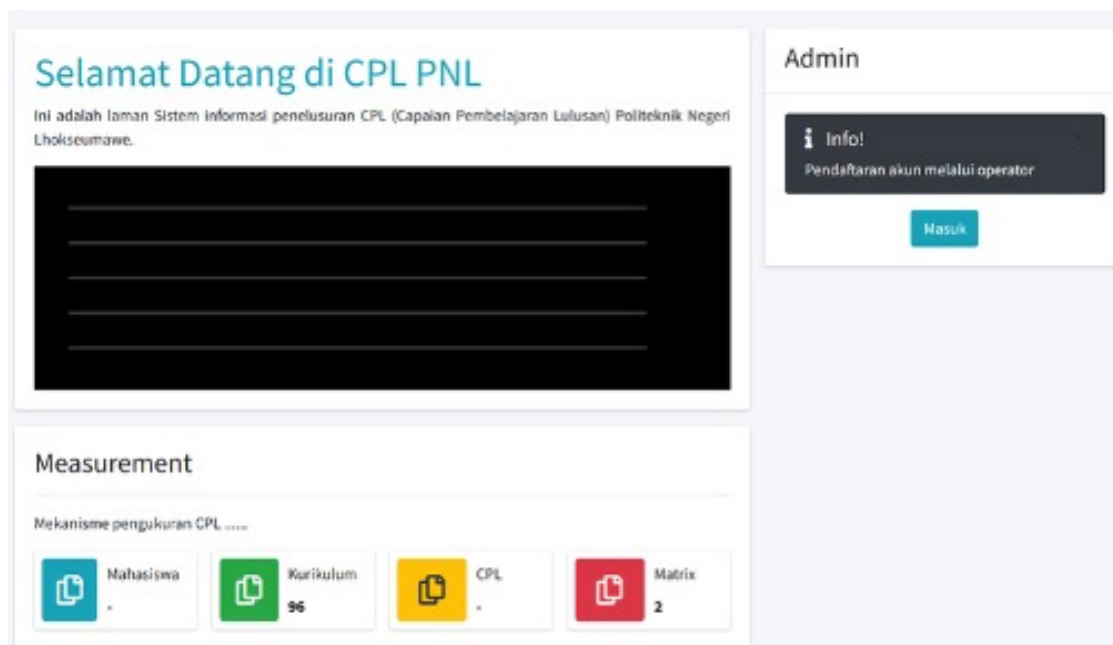 Selamat Datang di CPL PNL
Ini adalah laman Sistem informasi penelusuran CPL (Capaian Pembelajaran Lulusan) Politeknik Negeri
Lhokseumawe.
Admin
Info!
Pendaftaran akun melalui operator
Masuk
Measurement
Mekanisme pengukuran CPL .....
Mahasiswa
-
Kurikulum
96
CPL
-
Matrix
2